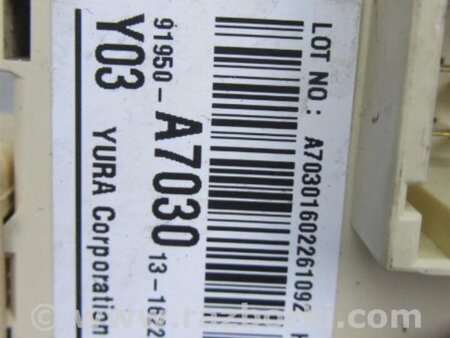 LOT NO : A70301602261092
91950-A7030 13-1622
Y03 YURA Corporation